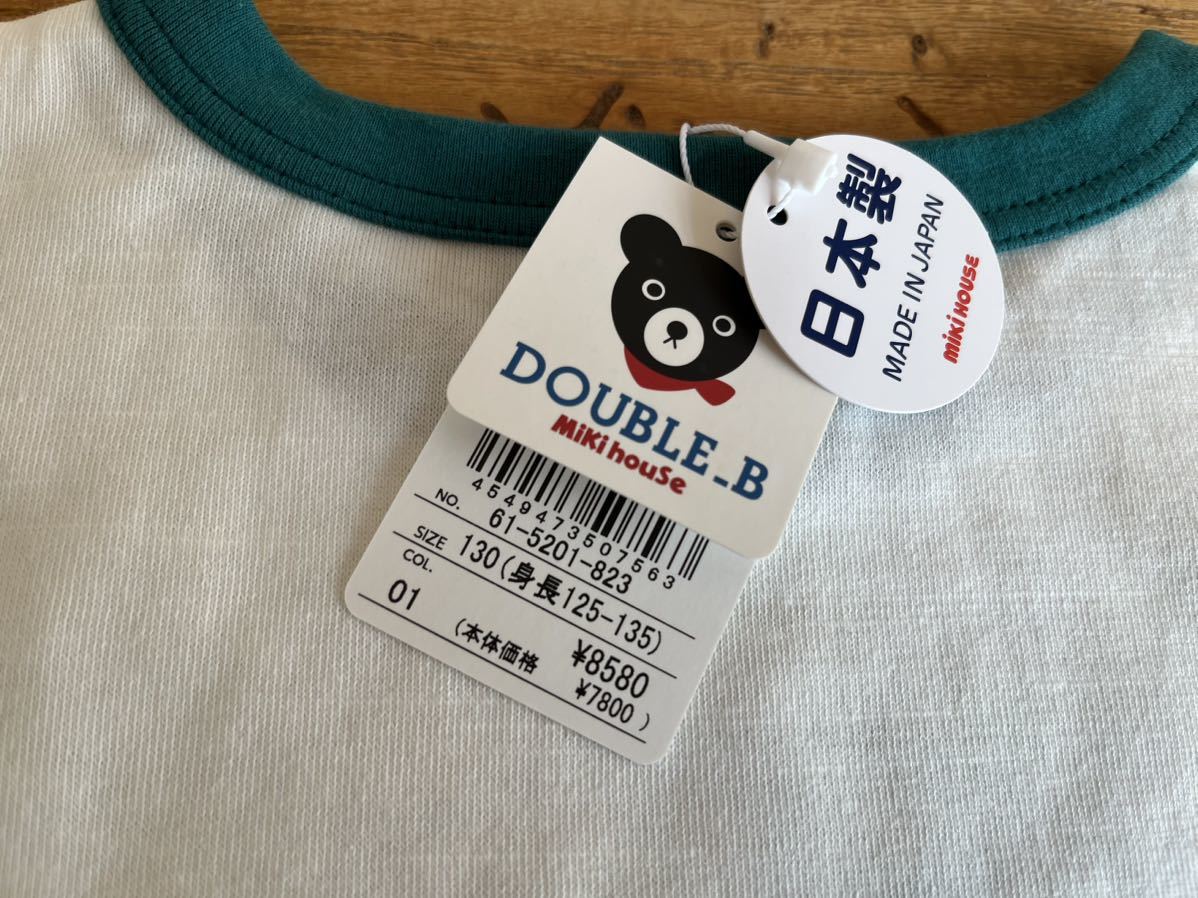 DOUBLE_B
Miki house
日本製
MADE IN JAPAN
miki HOUSE
4549473507563
NO. 61-5201-823
SIZE 130(身長125-135)
COL. 01
¥8580
(本体価格 ¥7800)